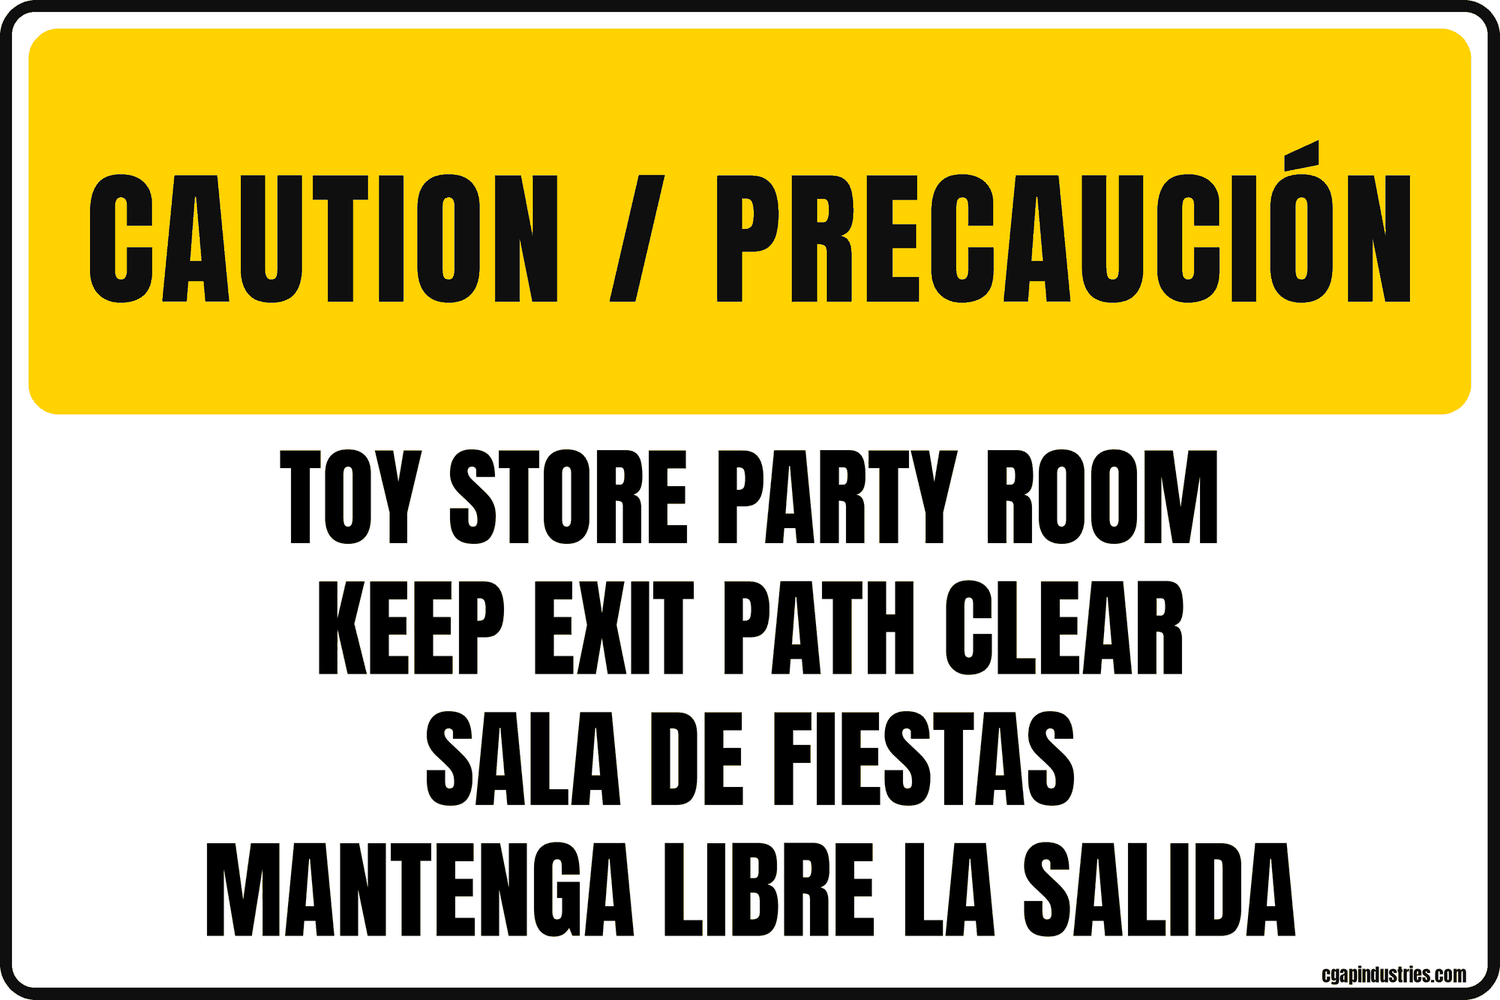 CAUTION / PRECAUCIÓN
TOY STORE PARTY ROOM
KEEP EXIT PATH CLEAR
SALA DE FIESTAS
MANTENGA LIBRE LA SALIDA
cgapindustries.com